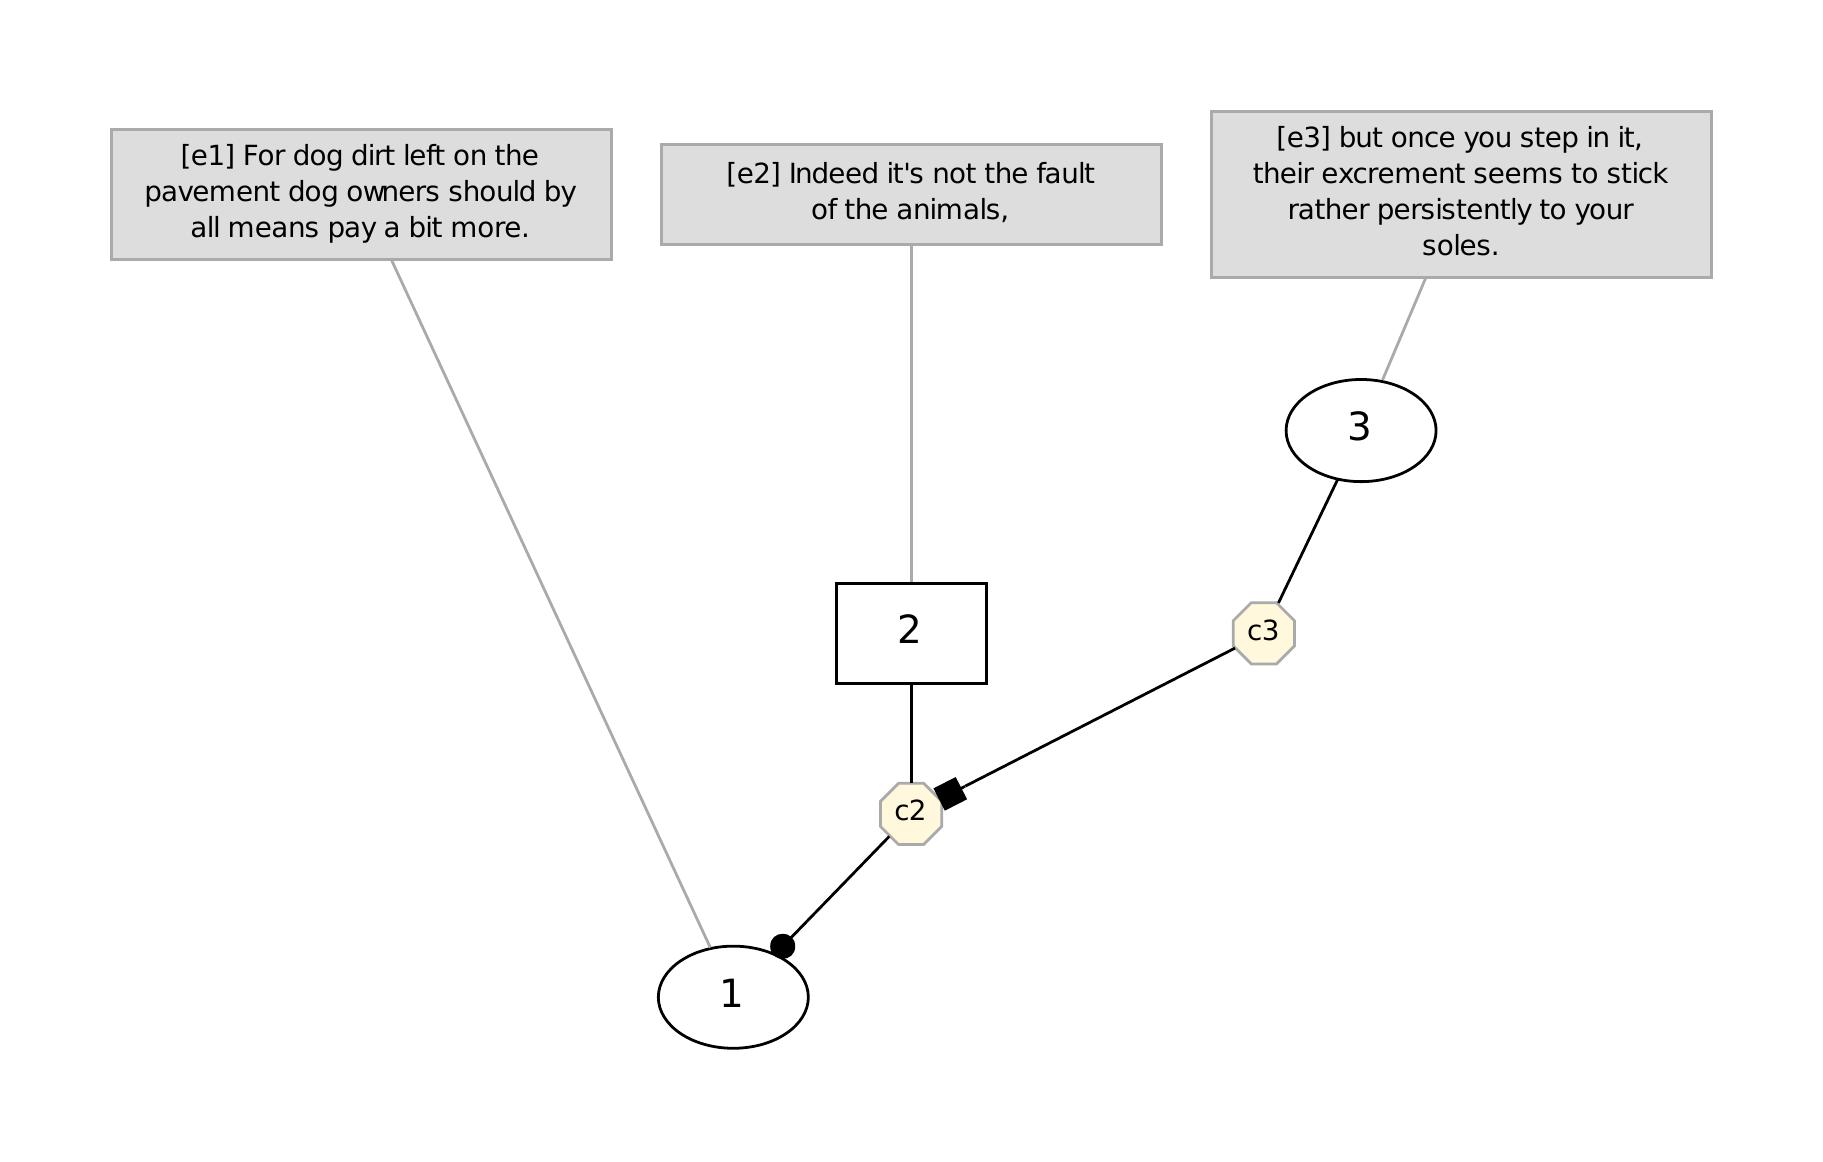 [e1] For dog dirt left on the
pavement dog owners should by
all means pay a bit more.
[e2] Indeed it's not the fault
of the animals,
[e3] but once you step in it,
their excrement seems to stick
rather persistently to your
soles.
3
2
c3
c2
1